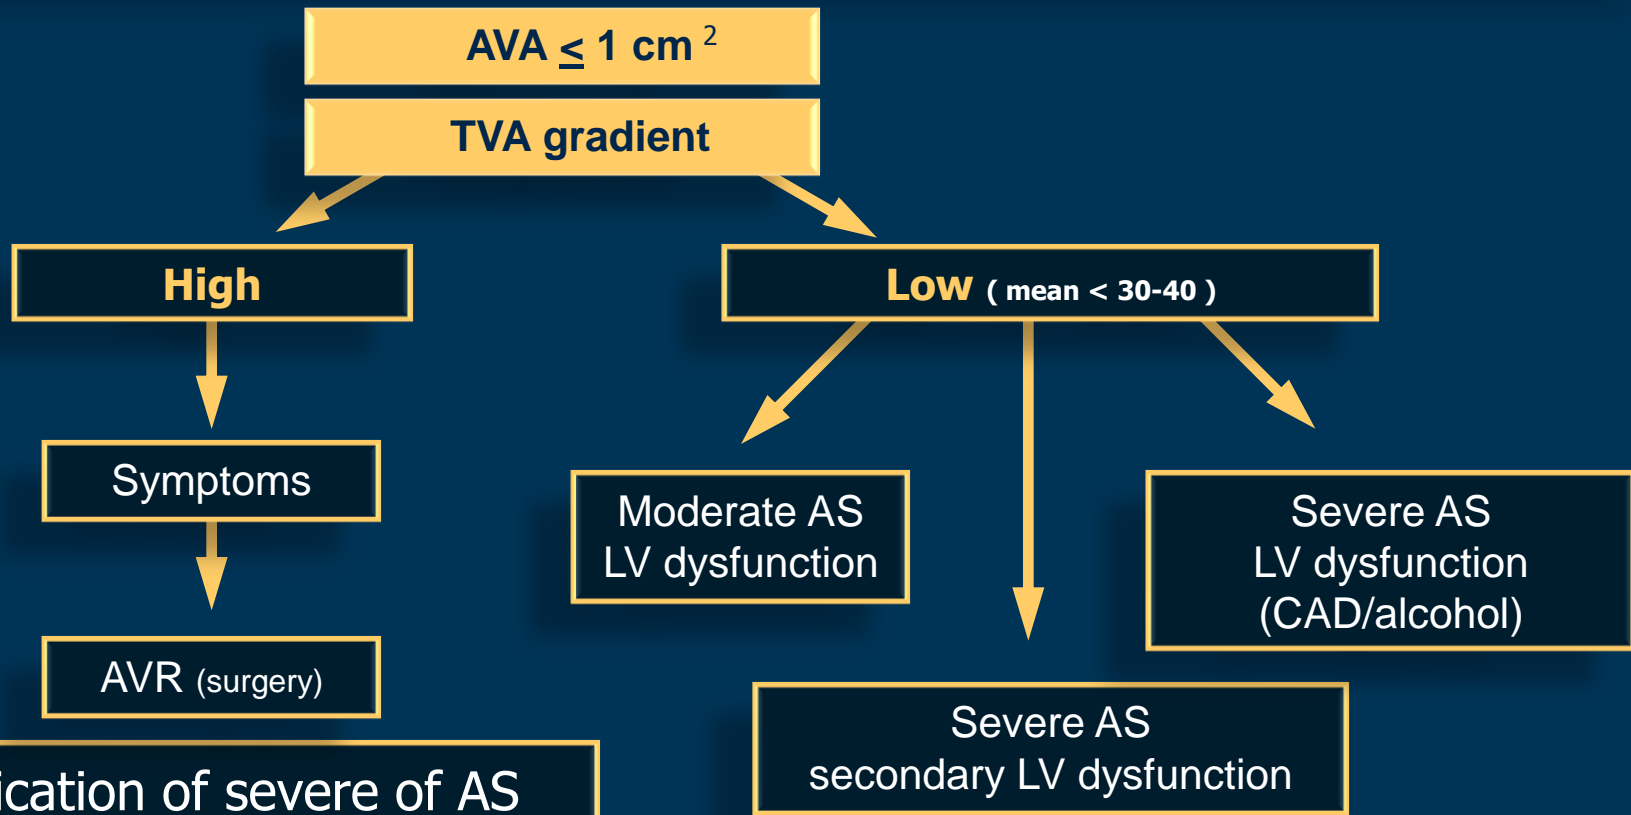 AVA ≤ 1 cm ²
TVA gradient
High
Low ( mean < 30-40 )
Symptoms
Moderate AS
LV dysfunction
Severe AS
LV dysfunction
(CAD/alcohol)
AVR (surgery)
Severe AS
secondary LV dysfunction
of severe of AS